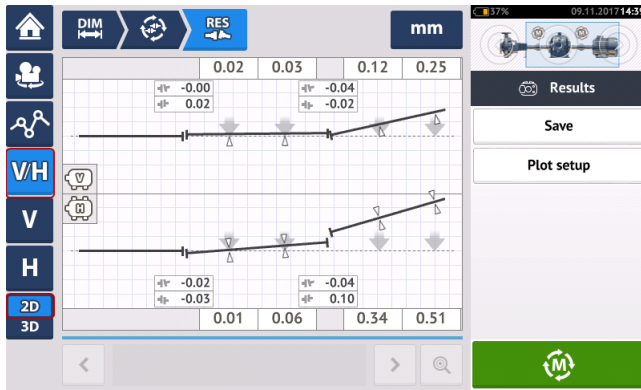 DIM
RES
mm
37%
09.11.2017 14:39
Results
Save
Plot setup
0.02 0.03 0.12 0.25
-0.00 -0.04
0.02 -0.02
V/H
V
H
V
H
2D
3D
-0.02 -0.04
-0.03 0.10
0.01 0.06 0.34 0.51
M